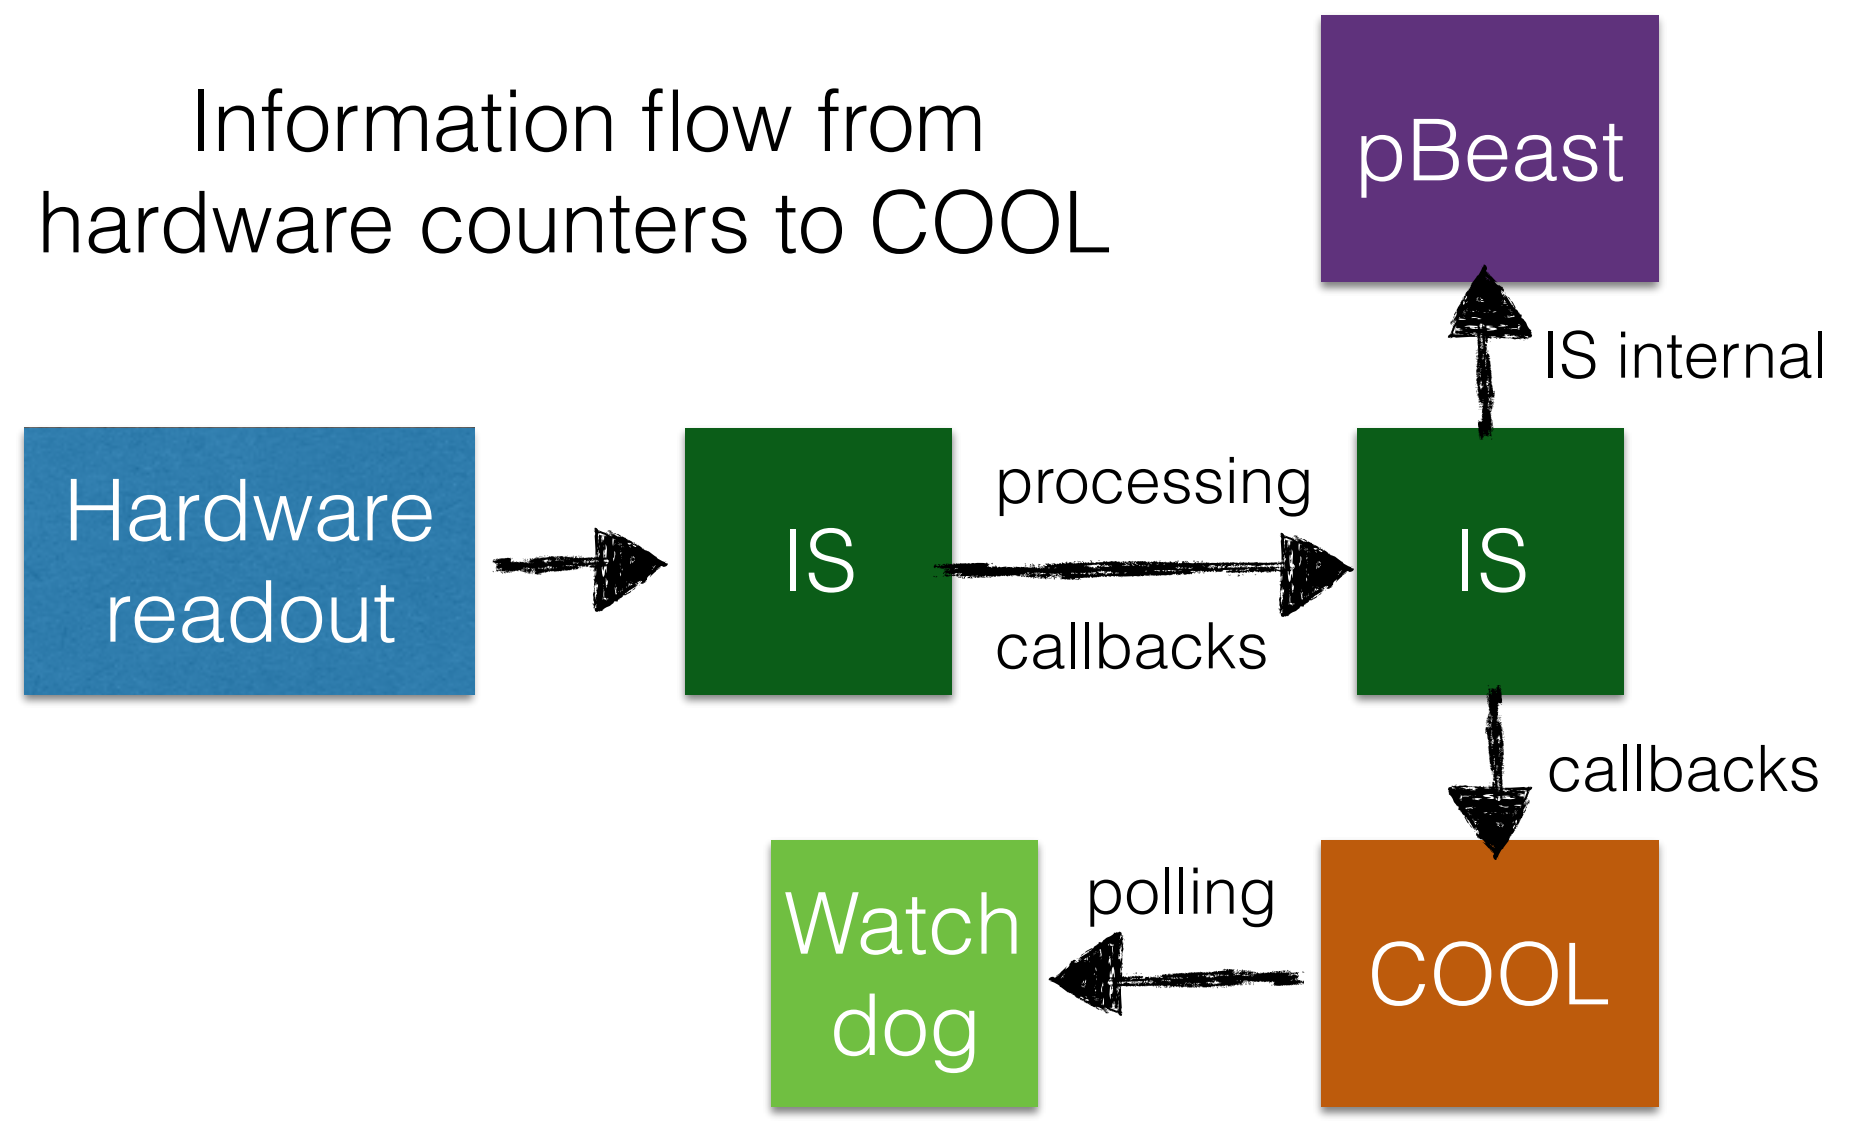 Information flow from
hardware counters to COOL
pBeast
IS internal
Hardware
readout
IS
processing
callbacks
IS
callbacks
Watch
dog
polling
COOL